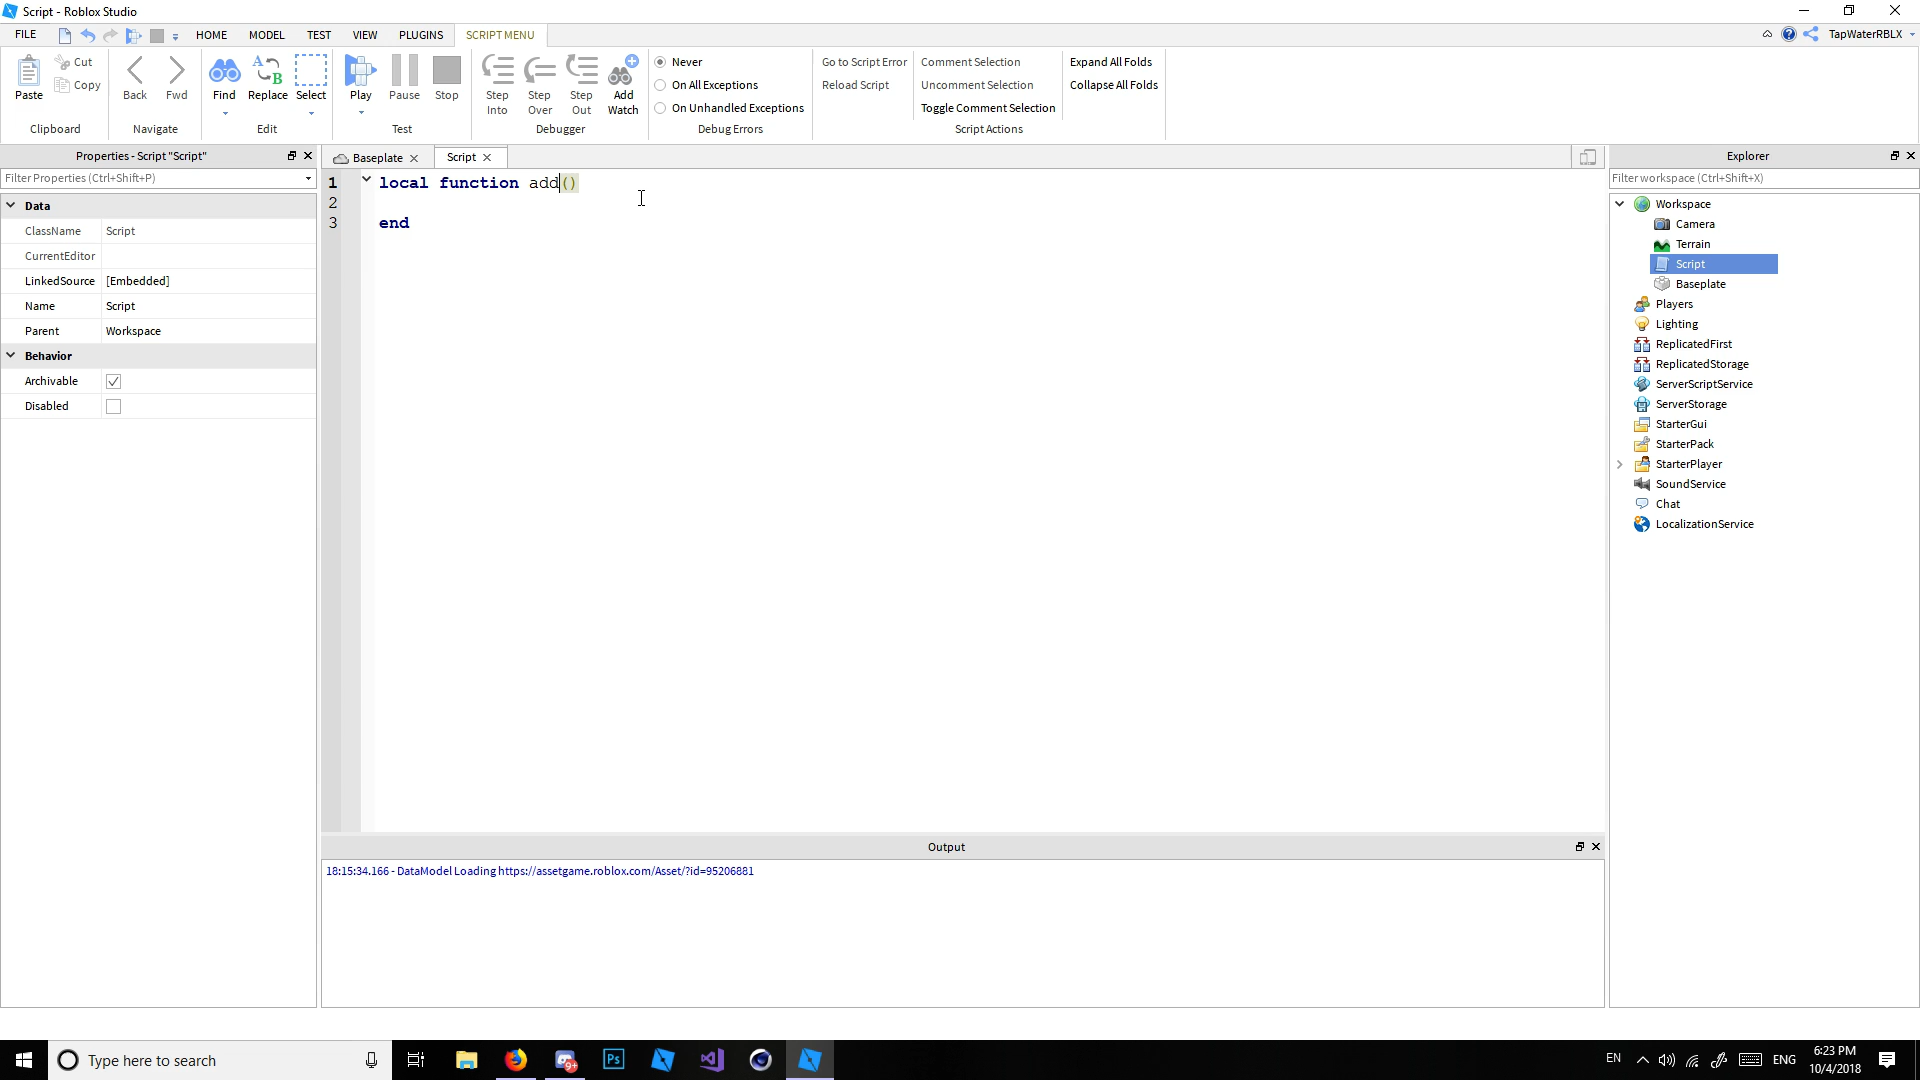 Script - Roblox Studio
FILE HOME MODEL TEST VIEW PLUGINS SCRIPT MENU TapWaterRBLX
Paste Cut Copy
Clipboard
Back Fwd
Navigate
Find Replace Select
Edit
Play Pause Stop
Test
Step Into Step Over Step Out Add Watch
Debugger
Never
On All Exceptions
On Unhandled Exceptions
Debug Errors
Go to Script Error
Reload Script
Comment Selection
Uncomment Selection
Toggle Comment Selection
Script Actions
Expand All Folds
Collapse All Folds
Properties - Script "Script"
Filter Properties (Ctrl+Shift+P)
Data
ClassName Script
CurrentEditor
LinkedSource [Embedded]
Name Script
Parent Workspace
Behavior
Archivable
Disabled
Baseplate Script
1 local function add()
2
3 end
Output
18:15:34.166 - DataModel Loading https://assetgame.roblox.com/Asset/?id=95206881
Explorer
Filter workspace (Ctrl+Shift+X)
Workspace
Camera
Terrain
Script
Baseplate
Players
Lighting
ReplicatedFirst
ReplicatedStorage
ServerScriptService
ServerStorage
StarterGui
StarterPack
StarterPlayer
SoundService
Chat
LocalizationService
Type here to search
Ps
9+
EN ENG
6:23 PM
10/4/2018